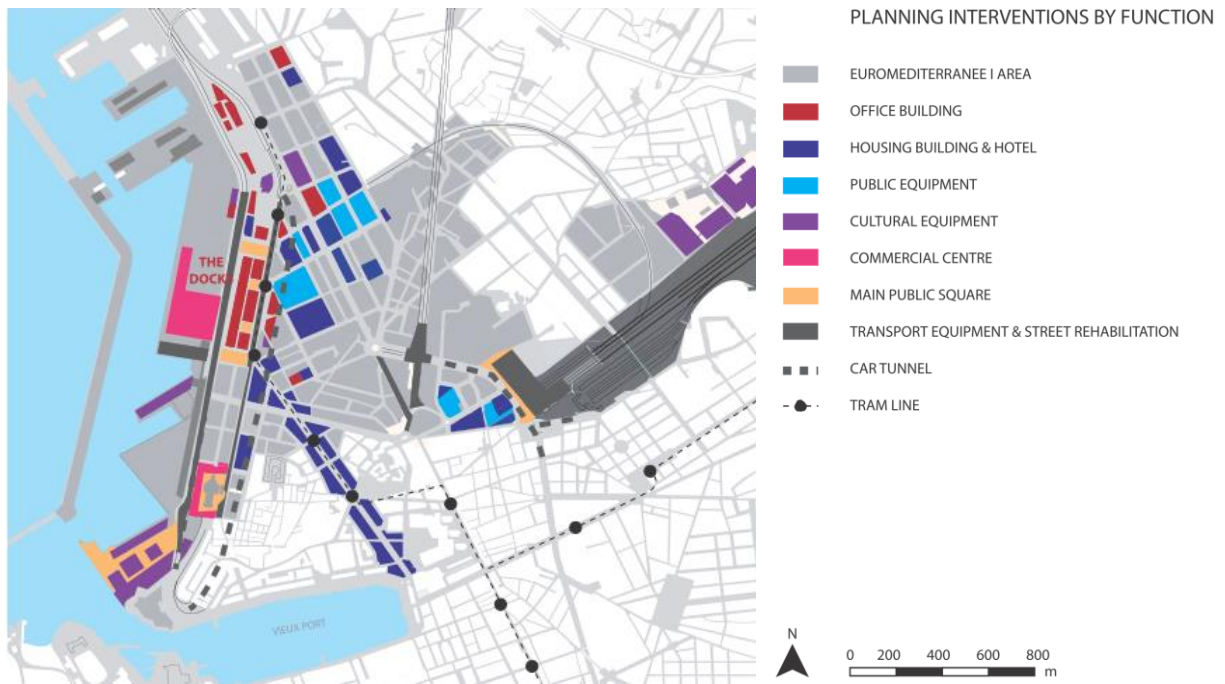 PLANNING INTERVENTIONS BY FUNCTION
EUROMEDITERRANEE I AREA
OFFICE BUILDING
HOUSING BUILDING & HOTEL
PUBLIC EQUIPMENT
CULTURAL EQUIPMENT
COMMERCIAL CENTRE
MAIN PUBLIC SQUARE
TRANSPORT EQUIPMENT & STREET REHABILITATION
CAR TUNNEL
TRAM LINE
THE
DOCKS
VIEUX PORT
N
0 200 400 600 800
m